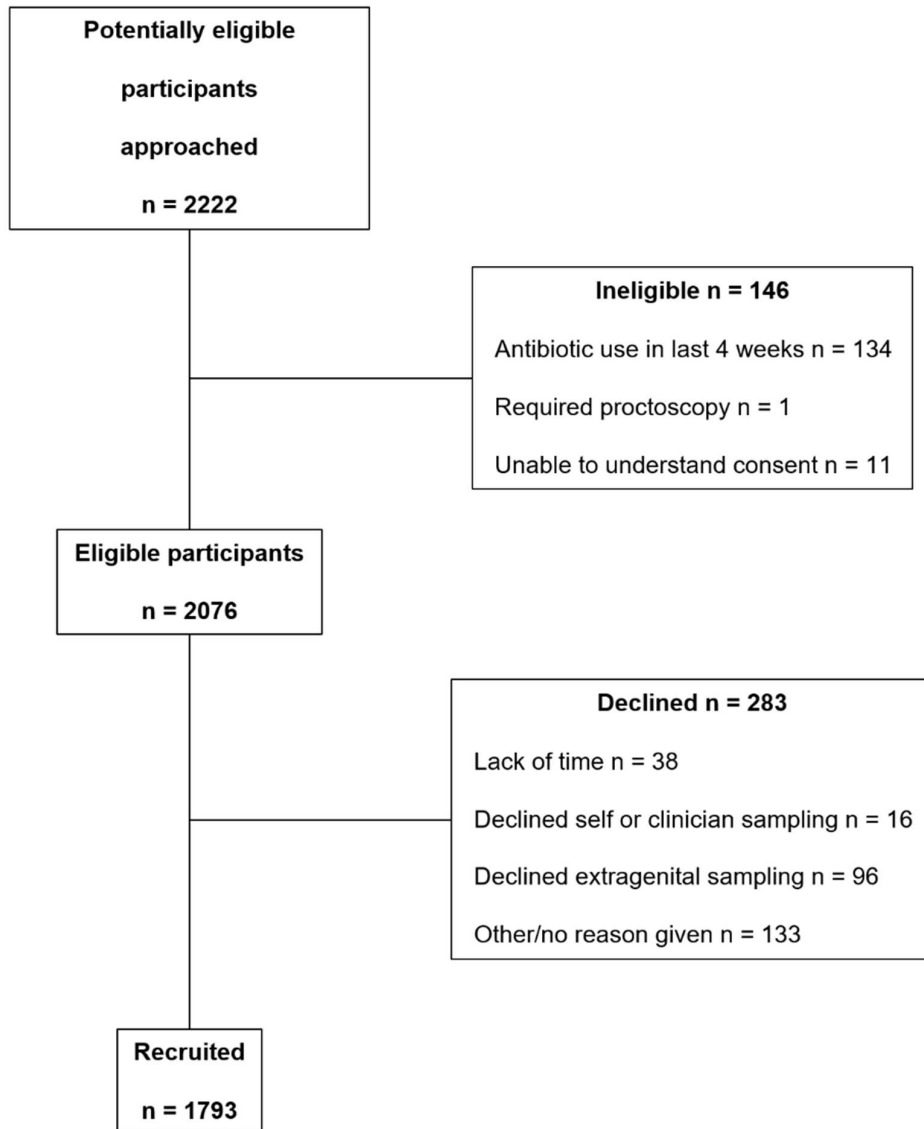 Potentially eligible
participants
approached
n = 2222
Ineligible n = 146
Antibiotic use in last 4 weeks n = 134
Required proctoscopy n = 1
Unable to understand consent n = 11
Eligible participants
n = 2076
Declined n = 283
Lack of time n = 38
Declined self or clinician sampling n = 16
Declined extragenital sampling n = 96
Other/no reason given n = 133
Recruited
n = 1793